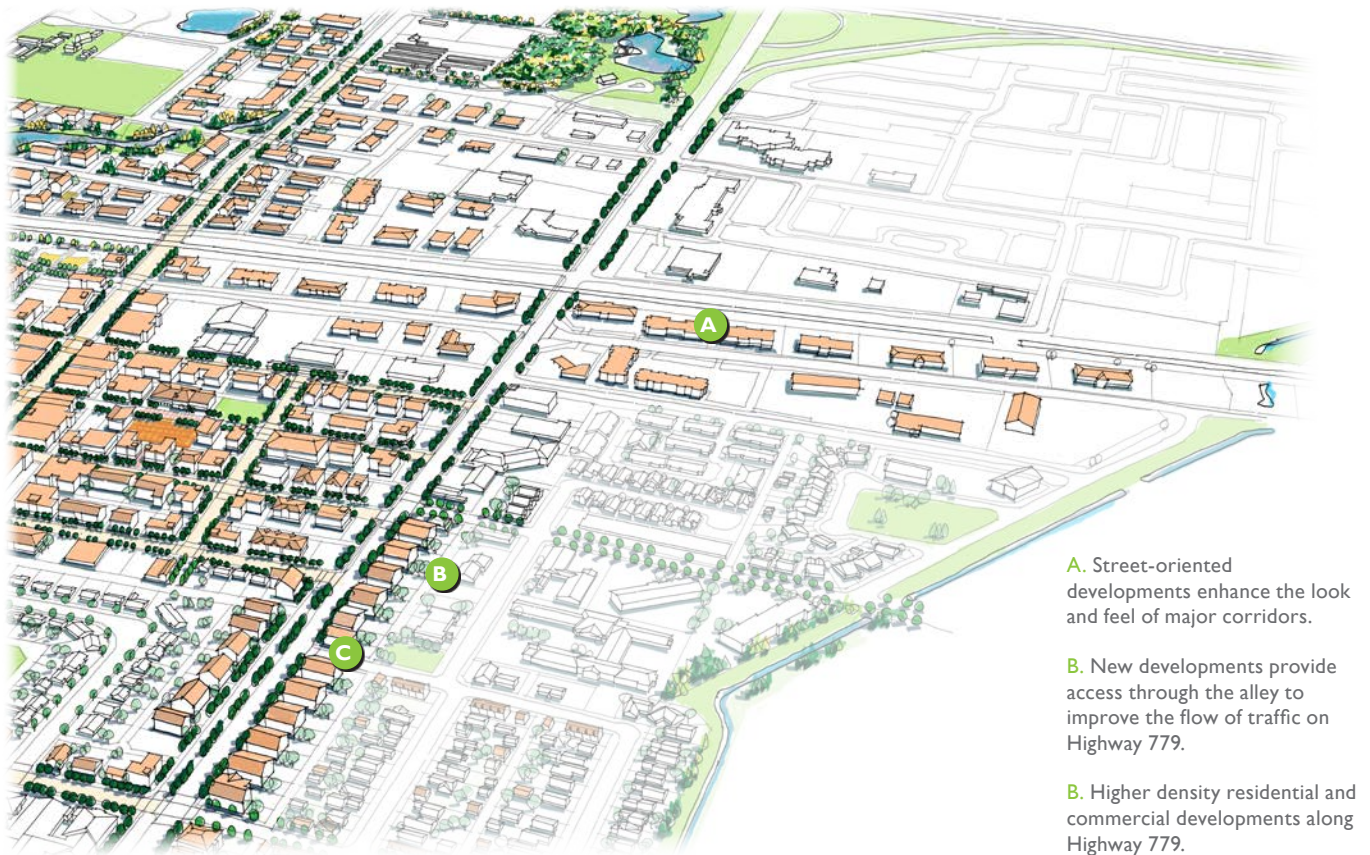 A
B
C
A. Street-oriented
developments enhance the look
and feel of major corridors.
B. New developments provide
access through the alley to
improve the flow of traffic on
Highway 779.
B. Higher density residential and
commercial developments along
Highway 779.